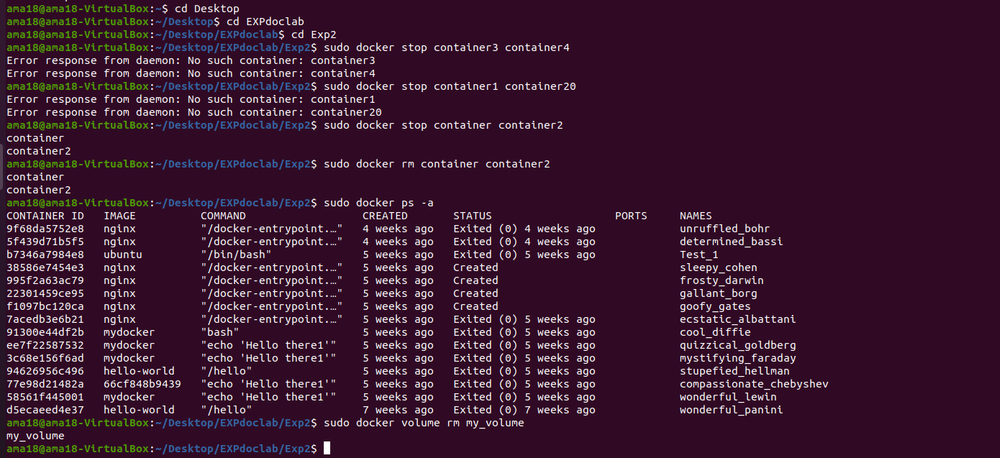 ama18@ama18-VirtualBox:~$ cd Desktop
ama18@ama18-VirtualBox:~/Desktop$ cd EXPdoclab
ama18@ama18-VirtualBox:~/Desktop/EXPdoclab$ cd Exp2
ama18@ama18-VirtualBox:~/Desktop/EXPdoclab/Exp2$ sudo docker stop container3 container4
Error response from daemon: No such container: container3
Error response from daemon: No such container: container4
ama18@ama18-VirtualBox:~/Desktop/EXPdoclab/Exp2$ sudo docker stop container1 container20
Error response from daemon: No such container: container1
Error response from daemon: No such container: container20
ama18@ama18-VirtualBox:~/Desktop/EXPdoclab/Exp2$ sudo docker stop container container2
container
container2
ama18@ama18-VirtualBox:~/Desktop/EXPdoclab/Exp2$ sudo docker rm container container2
container
container2
ama18@ama18-VirtualBox:~/Desktop/EXPdoclab/Exp2$ sudo docker ps -a
CONTAINER ID   IMAGE          COMMAND                  CREATED       STATUS                   PORTS     NAMES
9f68da5752e8   nginx          "/docker-entrypoint.…"   4 weeks ago   Exited (0) 4 weeks ago             unruffled_bohr
5f439d71b5f5   nginx          "/docker-entrypoint.…"   4 weeks ago   Exited (0) 4 weeks ago             determined_bassi
b7346a7984e8   ubuntu         "/bin/bash"              5 weeks ago   Exited (0) 5 weeks ago             Test_1
38586e7454e3   nginx          "/docker-entrypoint.…"   5 weeks ago   Created                            sleepy_cohen
995f2a63ac79   nginx          "/docker-entrypoint.…"   5 weeks ago   Created                            frosty_darwin
22301459ce95   nginx          "/docker-entrypoint.…"   5 weeks ago   Created                            gallant_borg
f1097bc120ca   nginx          "/docker-entrypoint.…"   5 weeks ago   Created                            goofy_gates
7acedb3e6b21   nginx          "/docker-entrypoint.…"   5 weeks ago   Exited (0) 5 weeks ago             ecstatic_albattani
91300e44df2b   mydocker       "bash"                   5 weeks ago   Exited (0) 5 weeks ago             cool_diffie
ee7f22587532   mydocker       "echo 'Hello there1'"    5 weeks ago   Exited (0) 5 weeks ago             quizzical_goldberg
3c68e156f6ad   mydocker       "echo 'Hello there1'"    5 weeks ago   Exited (0) 5 weeks ago             mystifying_faraday
94626956c496   hello-world    "/hello"                 5 weeks ago   Exited (0) 5 weeks ago             stupefied_hellman
77e98d21482a   66cf848b9439   "echo 'Hello there1'"    5 weeks ago   Exited (0) 5 weeks ago             compassionate_chebyshev
58561f445001   mydocker       "echo 'Hello there1'"    5 weeks ago   Exited (0) 5 weeks ago             wonderful_lewin
d5ecaeed4e37   hello-world    "/hello"                 7 weeks ago   Exited (0) 7 weeks ago             wonderful_panini
ama18@ama18-VirtualBox:~/Desktop/EXPdoclab/Exp2$ sudo docker volume rm my_volume
my_volume
ama18@ama18-VirtualBox:~/Desktop/EXPdoclab/Exp2$